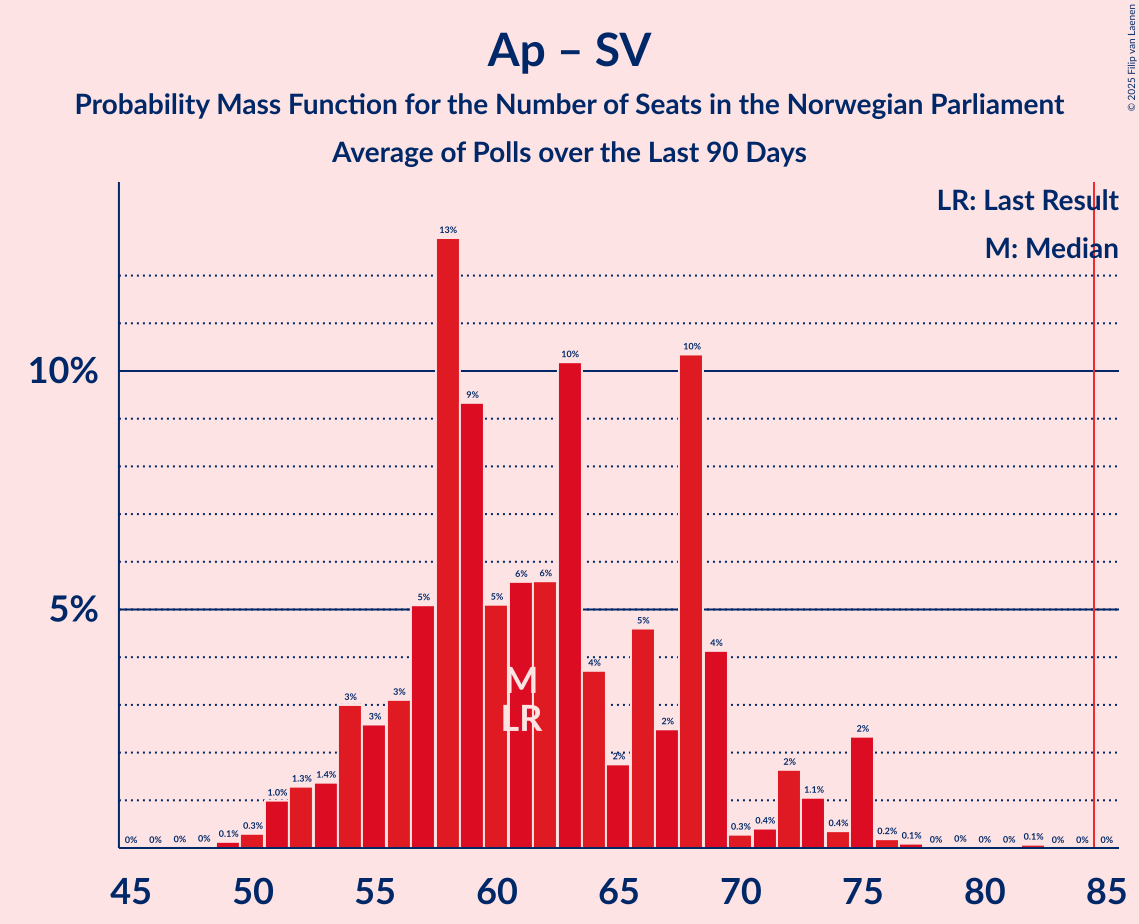 Ap – SV
Probability Mass Function for the Number of Seats in the Norwegian Parliament
Average of Polls over the Last 90 Days
© 2025 Filip van Laenen
LR: Last Result
M: Median
10%
5%
0% 0% 0% 0% 0.1% 0.3% 1.0% 1.3% 1.4% 3% 3% 3% 5% 13% 9% 5% 6% 6% 10% 4% 2% 5% 2% 10% 4% 0.3% 0.4% 2% 1.1% 0.4% 2% 0.2% 0.1% 0% 0% 0% 0% 0.1% 0% 0% 0%
M
LR
45 50 55 60 65 70 75 80 85